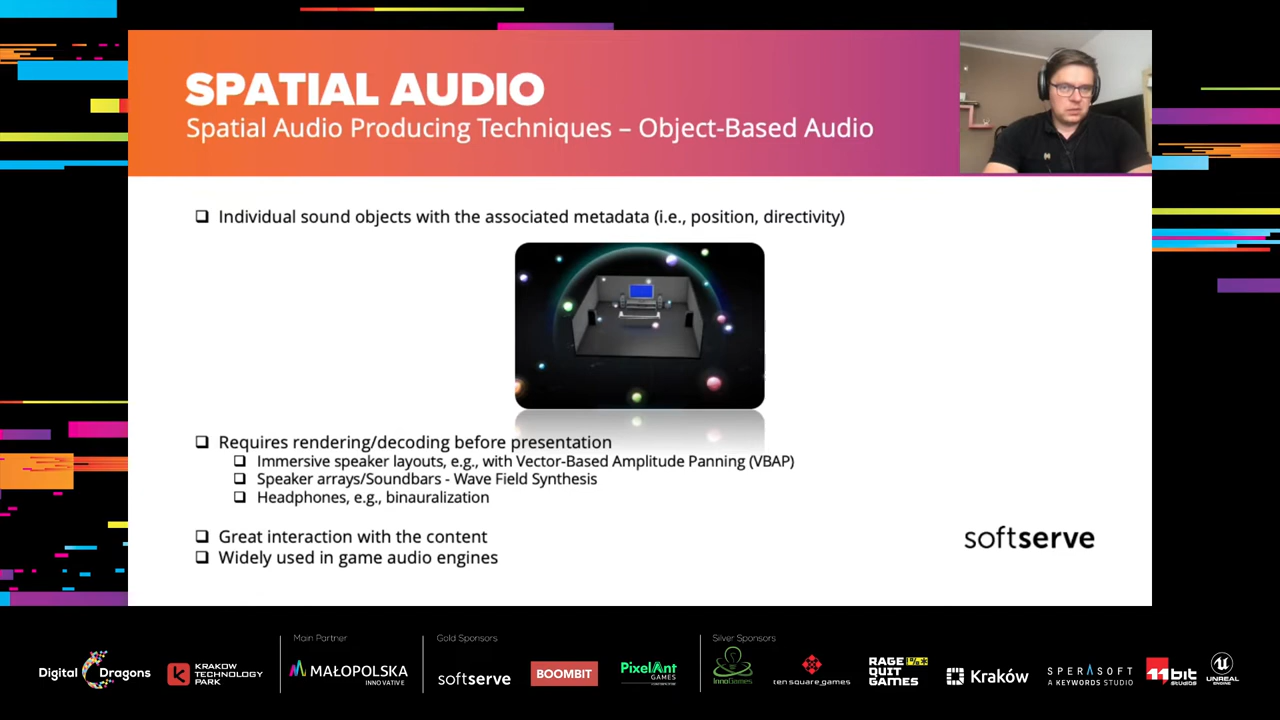 SPATIAL AUDIO
Spatial Audio Producing Techniques – Object-Based Audio
Individual sound objects with the associated metadata (i.e., position, directivity)
Requires rendering/decoding before presentation
Immersive speaker layouts, e.g., with Vector-Based Amplitude Panning (VBAP)
Speaker arrays/Soundbars - Wave Field Synthesis
Headphones, e.g., binauralization
Great interaction with the content
Widely used in game audio engines
softserve
Main Partner
Gold Sponsors
Silver Sponsors
Digital Dragons
KRAKOW
TECHNOLOGY
PARK
MAŁOPOLSKA
INNOVATIVE
softserve
BOOMBIT
PixelAnt
GAMES
InnoGames
ten square games
RAGE
QUIT
GAMES
Kraków
SPERASOFT
A KEYWORDS STUDIO
11bit
studios
UNREAL
ENGINE